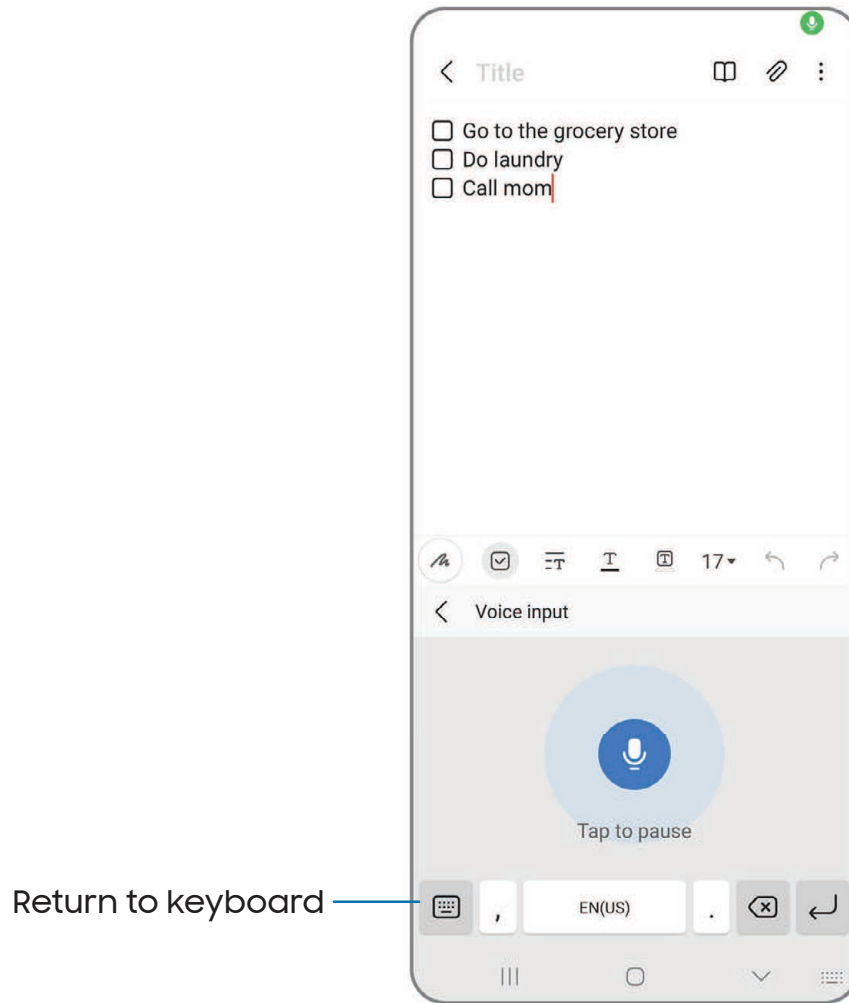 Title
Go to the grocery store
Do laundry
Call mom
17
Voice input
Tap to pause
Return to keyboard
, EN(US) .